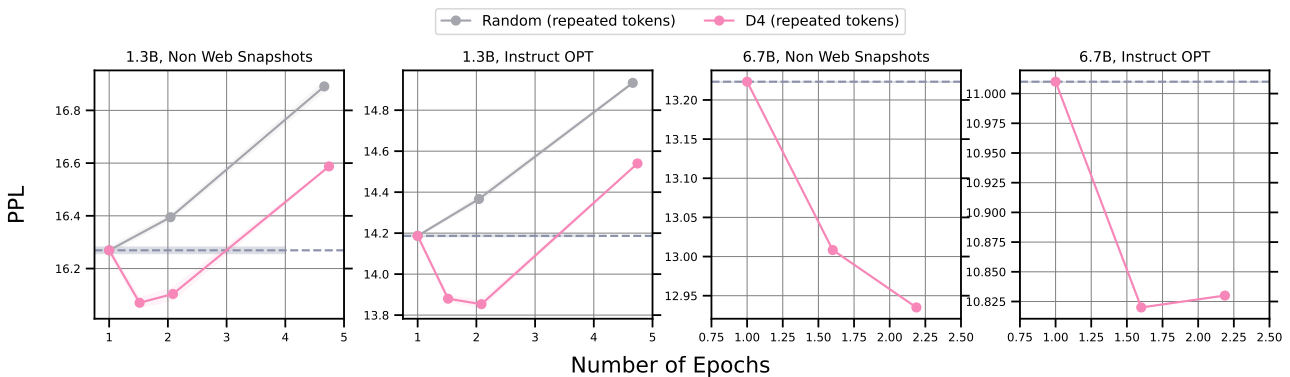 Random (repeated tokens) D4 (repeated tokens)
1.3B, Non Web Snapshots
1.3B, Instruct OPT
6.7B, Non Web Snapshots
6.7B, Instruct OPT
PPL
16.8
16.6
16.4
16.2
1 2 3 4 5
14.8
14.6
14.4
14.2
14.0
13.8
1 2 3 4 5
13.20
13.15
13.10
13.05
13.00
12.95
0.75 1.00 1.25 1.50 1.75 2.00 2.25 2.50
11.000
10.975
10.950
10.925
10.900
10.875
10.850
10.825
0.75 1.00 1.25 1.50 1.75 2.00 2.25 2.50
Number of Epochs